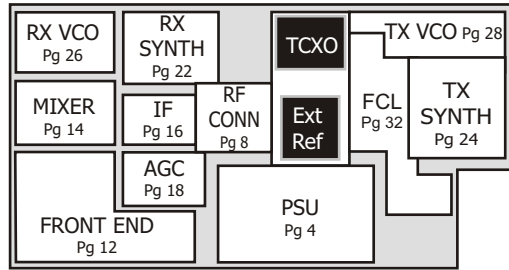 RX VCO
Pg 26
RX
SYNTH
Pg 22
TCXO
TX VCO Pg 28
MIXER
Pg 14
IF
Pg 16
RF
CONN
Pg 8
Ext
Ref
FCL
Pg 32
TX
SYNTH
Pg 24
AGC
Pg 18
FRONT END
Pg 12
PSU
Pg 4